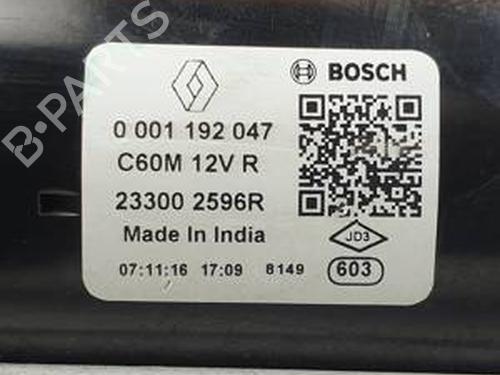 BOSCH
0 001 192 047
C60M 12V R
23300 2596R
Made In India
JD3
07:11:16 17:09 8149
603
B-PARTS